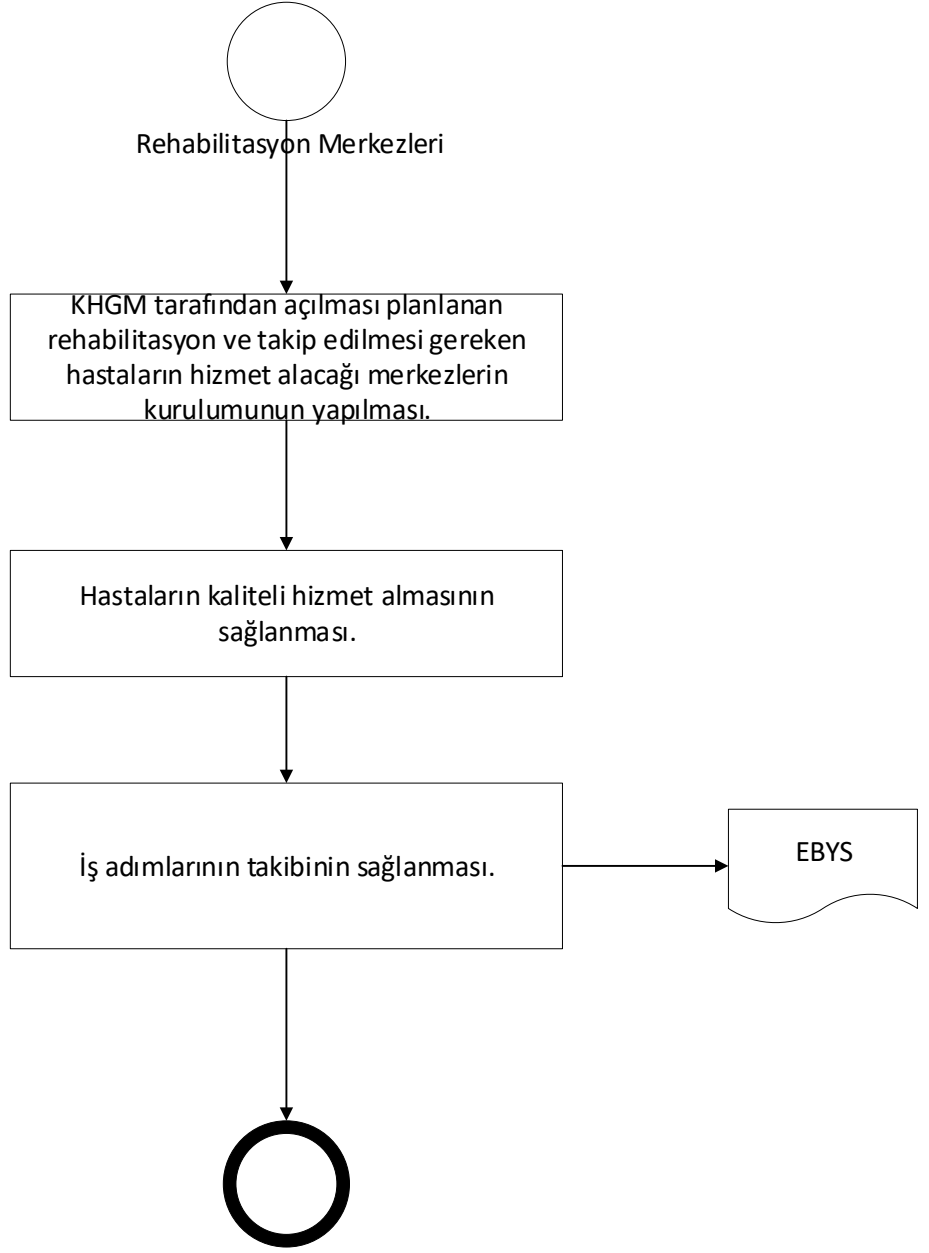 Rehabilitasyon Merkezleri
KHGM tarafından açılması planlanan
rehabilitasyon ve takip edilmesi gereken
hastaların hizmet alacağı merkezlerin
kurulumunun yapılması.
Hastaların kaliteli hizmet almasının
sağlanması.
İş adımlarının takibinin sağlanması.
EBYS